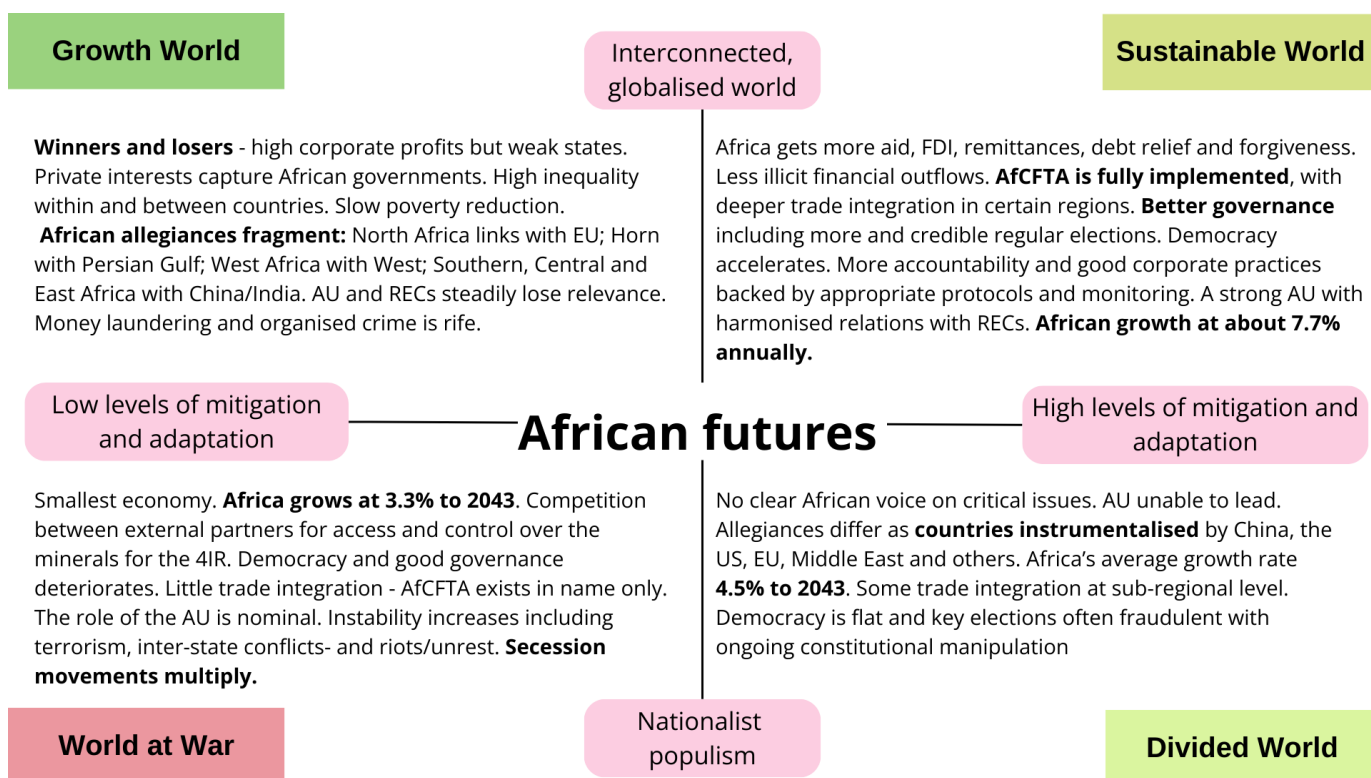 Growth World
Interconnected,
globalised world
Sustainable World
Winners and losers - high corporate profits but weak states.
Private interests capture African governments. High inequality
within and between countries. Slow poverty reduction.
African allegiances fragment: North Africa links with EU; Horn
with Persian Gulf; West Africa with West; Southern, Central and
East Africa with China/India. AU and RECs steadily lose relevance.
Money laundering and organised crime is rife.
Africa gets more aid, FDI, remittances, debt relief and forgiveness.
Less illicit financial outflows. AfCFTA is fully implemented, with
deeper trade integration in certain regions. Better governance
including more and credible regular elections. Democracy
accelerates. More accountability and good corporate practices
backed by appropriate protocols and monitoring. A strong AU with
harmonised relations with RECs. African growth at about 7.7%
annually.
Low levels of mitigation
and adaptation
African futures
High levels of mitigation and
adaptation
Smallest economy. Africa grows at 3.3% to 2043. Competition
between external partners for access and control over the
minerals for the 4IR. Democracy and good governance
deteriorates. Little trade integration - AfCFTA exists in name only.
The role of the AU is nominal. Instability increases including
terrorism, inter-state conflicts- and riots/unrest. Secession
movements multiply.
No clear African voice on critical issues. AU unable to lead.
Allegiances differ as countries instrumentalised by China, the
US, EU, Middle East and others. Africa’s average growth rate
4.5% to 2043. Some trade integration at sub-regional level.
Democracy is flat and key elections often fraudulent with
ongoing constitutional manipulation
World at War
Nationalist
populism
Divided World